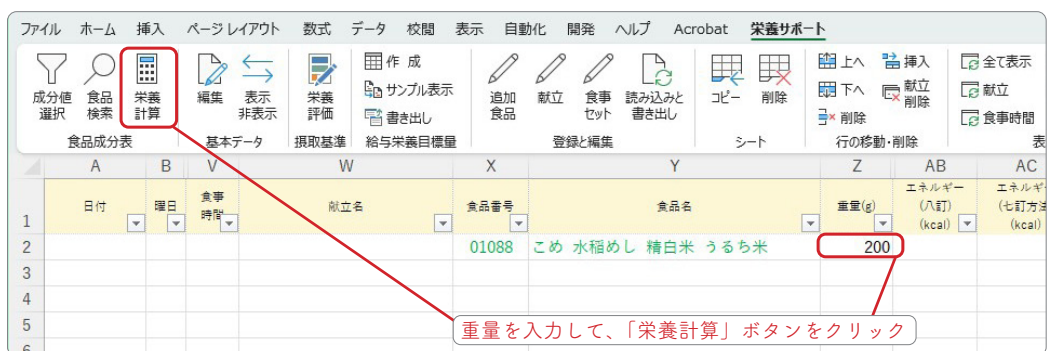 ファイル ホーム 挿入 ページ レイアウト 数式 データ 校閲 表示 自動化 開発 ヘルプ Acrobat 栄養サポート
成分値 選択
食品 検索
栄養 計算
食品成分表
編集
表示 非表示
基本データ
栄養 評価
摂取基準
作 成
サンプル表示
書き出し
給与栄養目標量
追加 食品
献立
食事 セット
読み込みと 書き出し
登録と編集
コピー
削除
シート
上へ
下へ
削除
挿入
献立 削除
行の移動・削除
全て表示
献立
食事時間
表
A B V W X Y Z AB AC
1 日付 曜日 食事時間 献立名 食品番号 食品名 重量(g) エネルギー (八訂) (kcal) エネルギー (七訂方法 (kcal)
2 01088 こめ 水稲めし 精白米 うるち米 200
3
4
5
重量を入力して、「栄養計算」ボタンをクリック
6